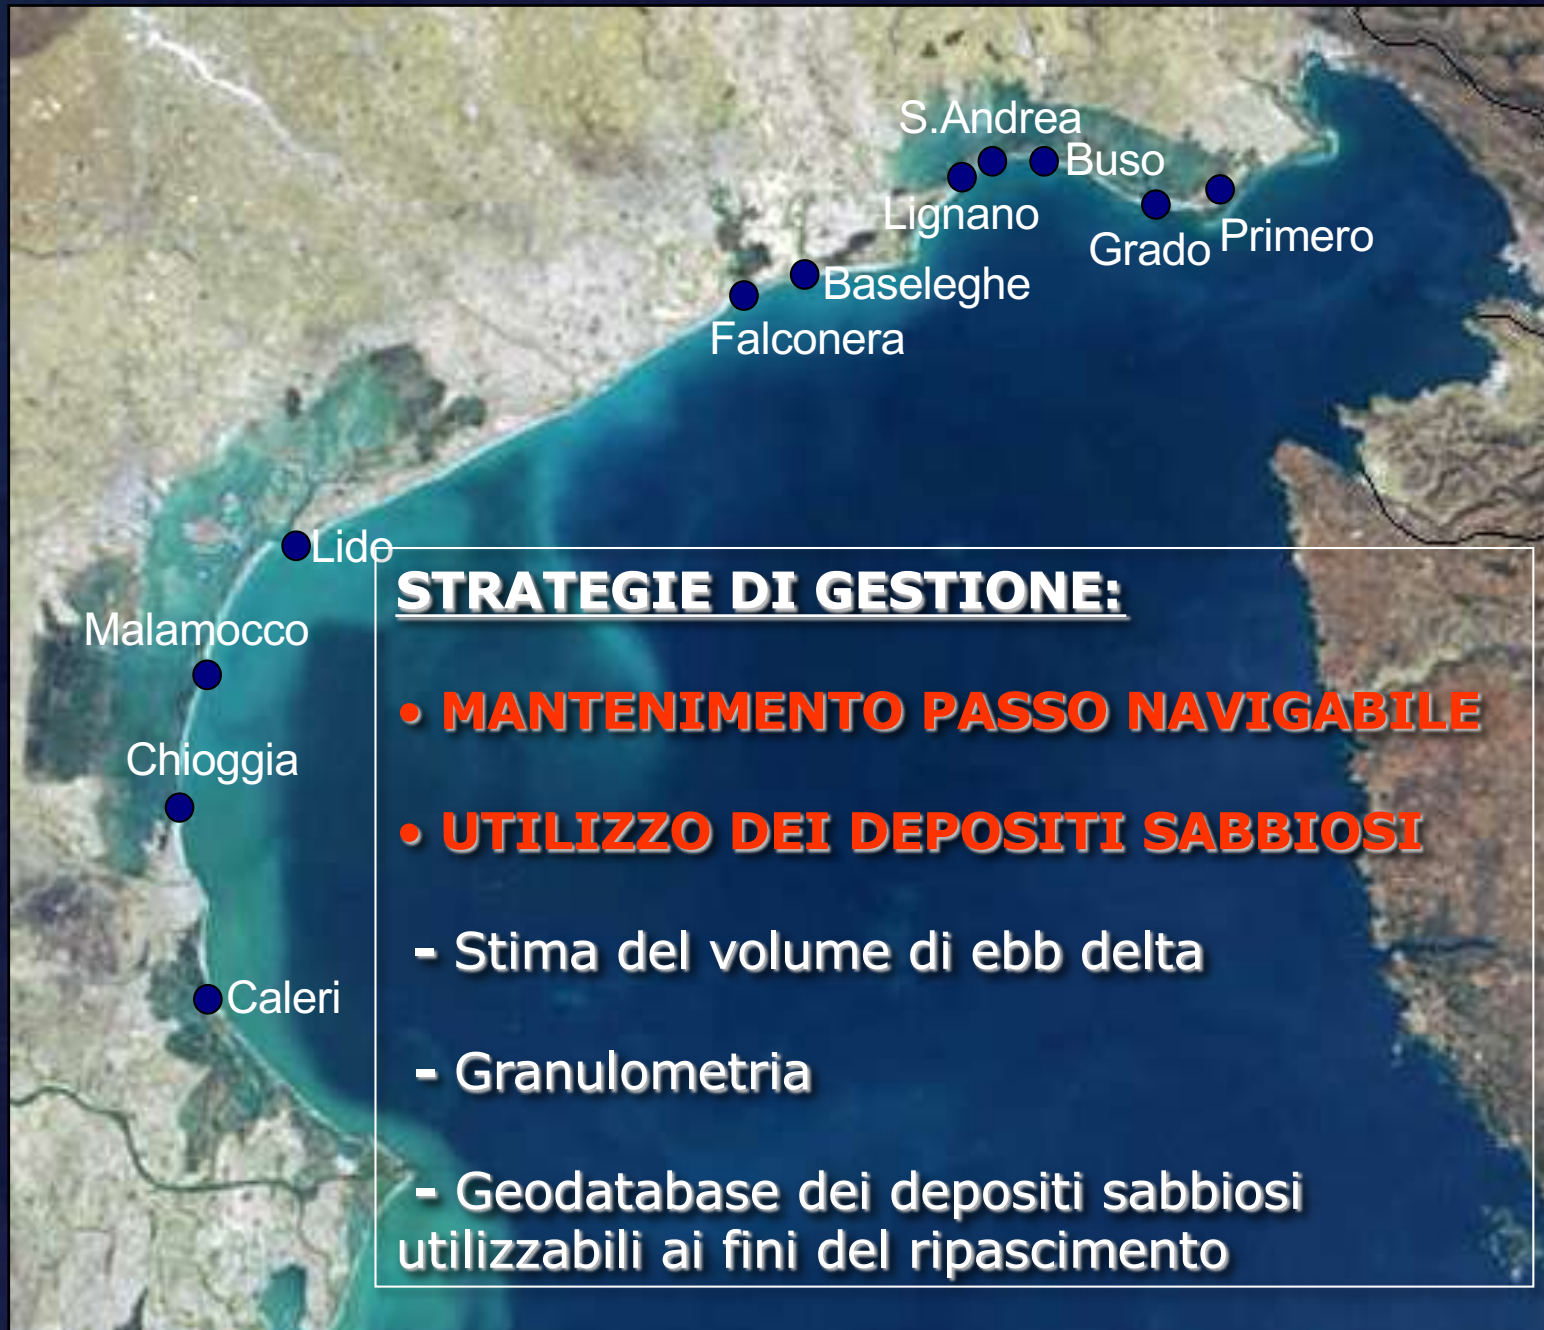 S.Andrea
Buso
Lignano
Grado
Primero
Baseleghe
Falconera
Lido
Malamocco
Chioggia
Caleri
STRATEGIE DI GESTIONE:
• MANTENIMENTO PASSO NAVIGABILE
• UTILIZZO DEI DEPOSITI SABBIOSI
- Stima del volume di ebb delta
- Granulometria
- Geodatabase dei depositi sabbiosi
utilizzabili ai fini del ripascimento